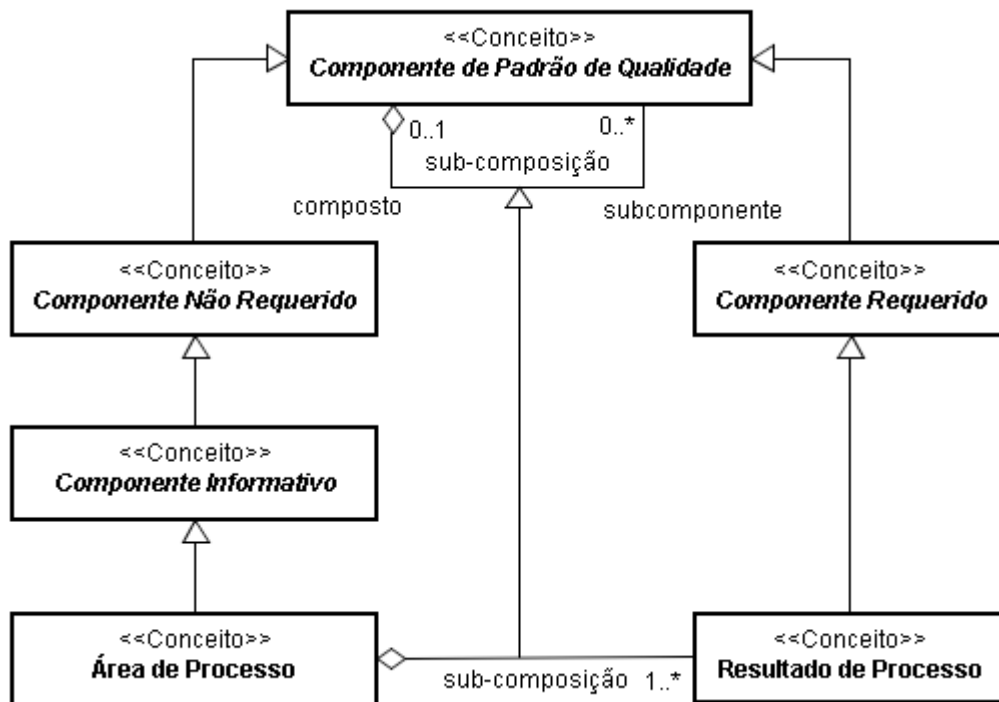 <<Conceito>>
Componente de Padrão de Qualidade
0..1
0..*
sub-composição
composto
subcomponente
<<Conceito>>
Componente Não Requerido
<<Conceito>>
Componente Requerido
<<Conceito>>
Componente Informativo
<<Conceito>>
Área de Processo
<<Conceito>>
Resultado de Processo
sub-composição
1..*